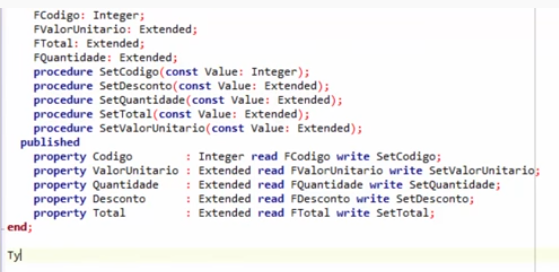 FCodigo: Integer;
FValorUnitario: Extended;
FTotal: Extended;
FQuantidade: Extended;
procedure SetCodigo(const Value: Integer);
procedure SetDesconto(const Value: Extended);
procedure SetQuantidade(const Value: Extended);
procedure SetTotal(const Value: Extended);
procedure SetValorUnitario(const Value: Extended);
published
property Codigo : Integer read FCodigo write SetCodigo;
property ValorUnitario : Extended read FValorUnitario write SetValorUnitario;
property Quantidade : Extended read FQuantidade write SetQuantidade;
property Desconto : Extended read FDesconto write SetDesconto;
property Total : Extended read FTotal write SetTotal;
end;
Ty